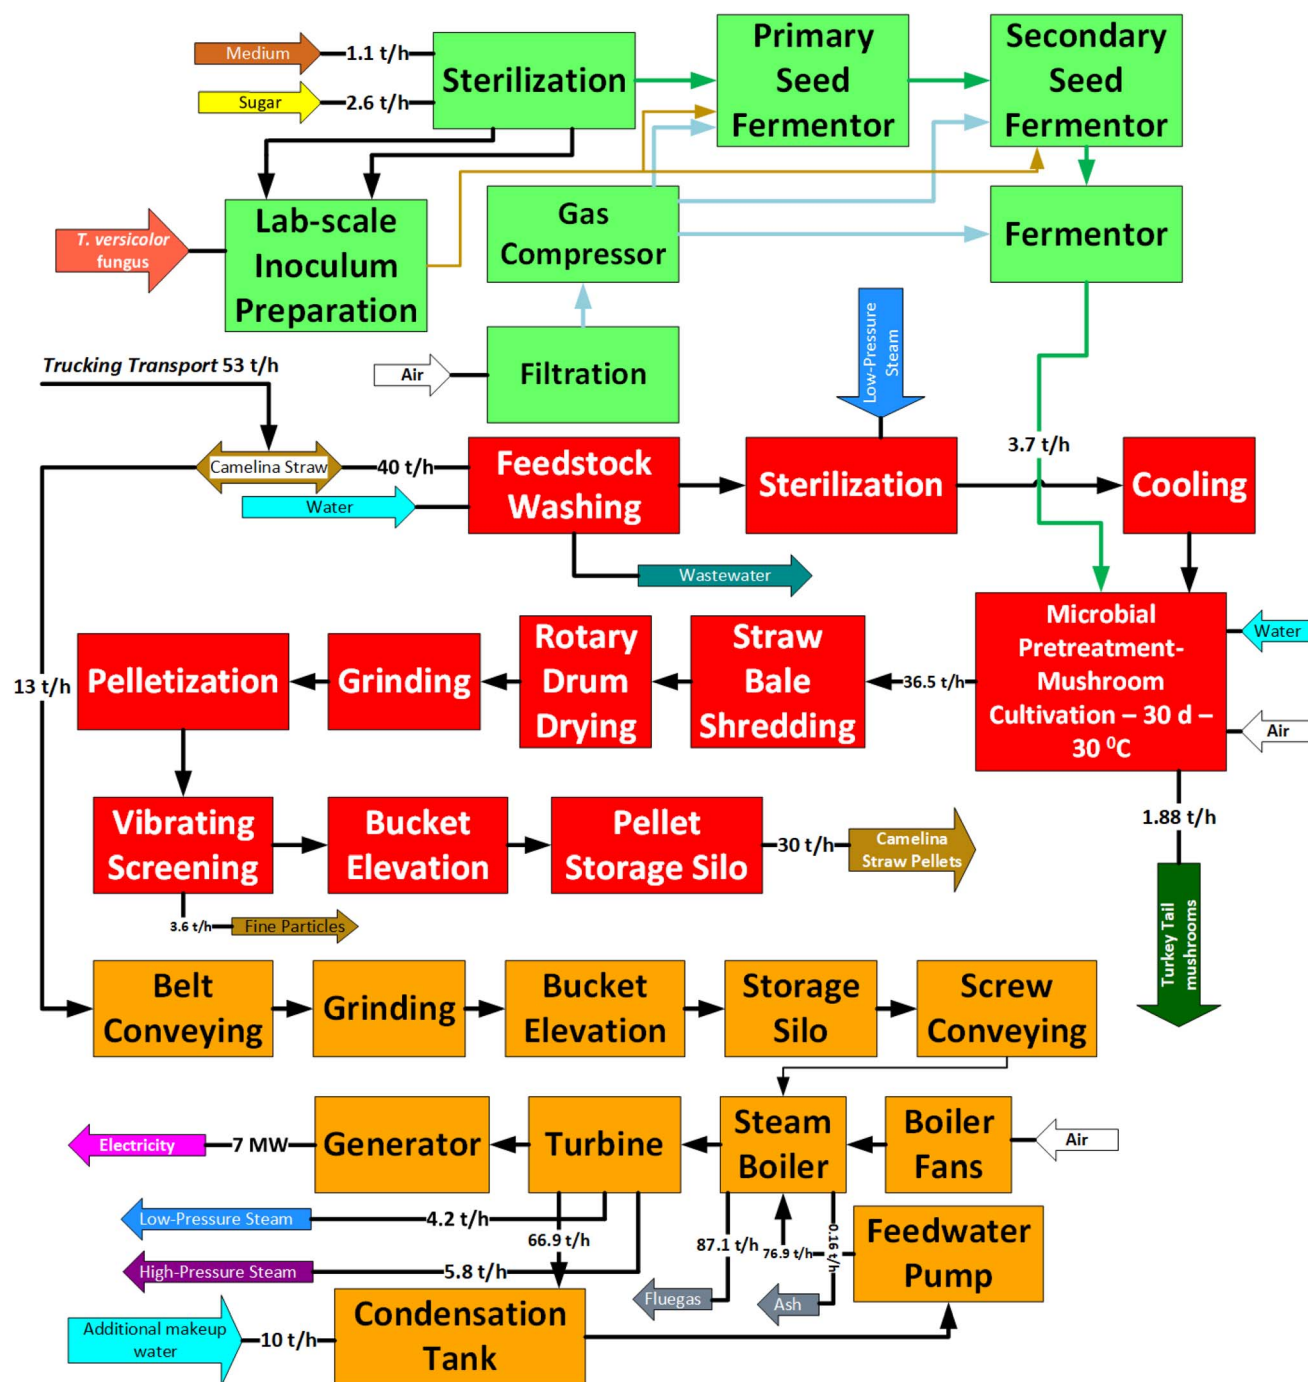 Medium
1.1 t/h
Sugar
2.6 t/h
Sterilization
Primary
Seed
Fermentor
Secondary
Seed
Fermentor
T. versicolor
fungus
Lab-scale
Inoculum
Preparation
Gas
Compressor
Fermentor
Air
Filtration
Low-Pressure
Steam
Trucking Transport 53 t/h
Camelina Straw
40 t/h
Water
Feedstock
Washing
Sterilization
3.7 t/h
Cooling
Wastewater
13 t/h
Pelletization
Grinding
Rotary
Drum
Drying
Straw
Bale
Shredding
36.5 t/h
Microbial
Pretreatment-
Mushroom
Cultivation – 30 d –
30 ⁰C
Water
Air
Vibrating
Screening
Bucket
Elevation
Pellet
Storage Silo
30 t/h
Camelina
Straw Pellets
1.88 t/h
3.6 t/h
Fine Particles
Turkey Tail
mushrooms
Belt
Conveying
Grinding
Bucket
Elevation
Storage
Silo
Screw
Conveying
Electricity
7 MW
Generator
Turbine
Steam
Boiler
Boiler
Fans
Air
Low-Pressure Steam
4.2 t/h
66.9 t/h
87.1 t/h
76.9 t/h
0.16 t/h
Feedwater
Pump
High-Pressure Steam
5.8 t/h
Fluegas
Ash
Additional makeup
water
10 t/h
Condensation
Tank